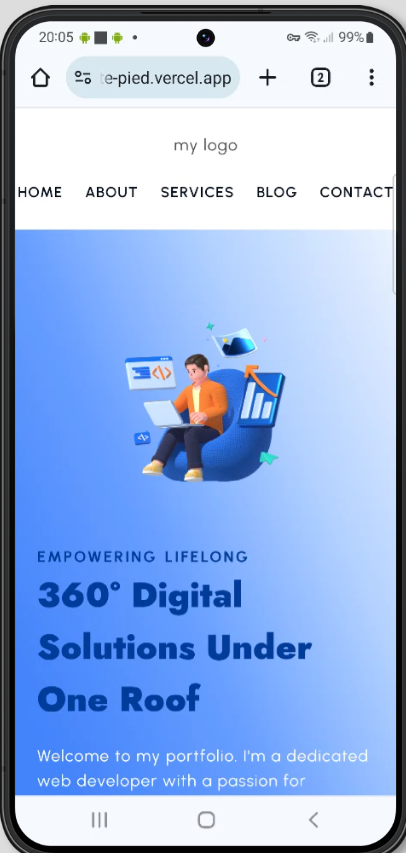 20:05 99%
te-pied.vercel.app 2
my logo
HOME ABOUT SERVICES BLOG CONTACT
EMPOWERING LIFELONG
360° Digital
Solutions Under
One Roof
Welcome to my portfolio. I'm a dedicated
web developer with a passion for